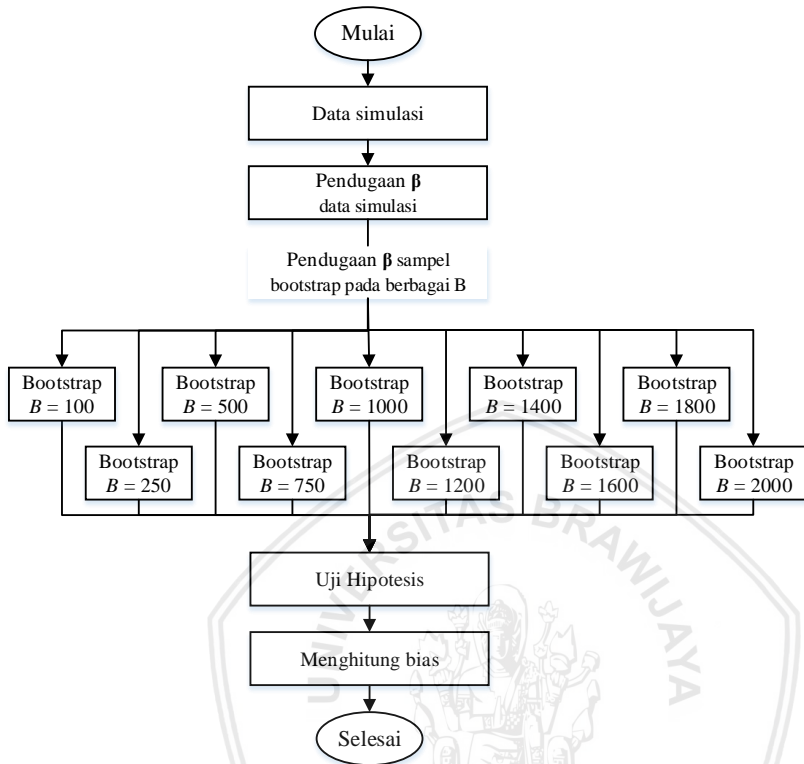 Mulai
Data simulasi
Pendugaan β
data simulasi
Pendugaan β sampel
bootstrap pada berbagai B
Bootstrap
B = 100
Bootstrap
B = 500
Bootstrap
B = 1000
Bootstrap
B = 1400
Bootstrap
B = 1800
Bootstrap
B = 250
Bootstrap
B = 750
Bootstrap
B = 1200
Bootstrap
B = 1600
Bootstrap
B = 2000
UNIVERSITAS BRAWIJAYA
Uji Hipotesis
Menghitung bias
Selesai